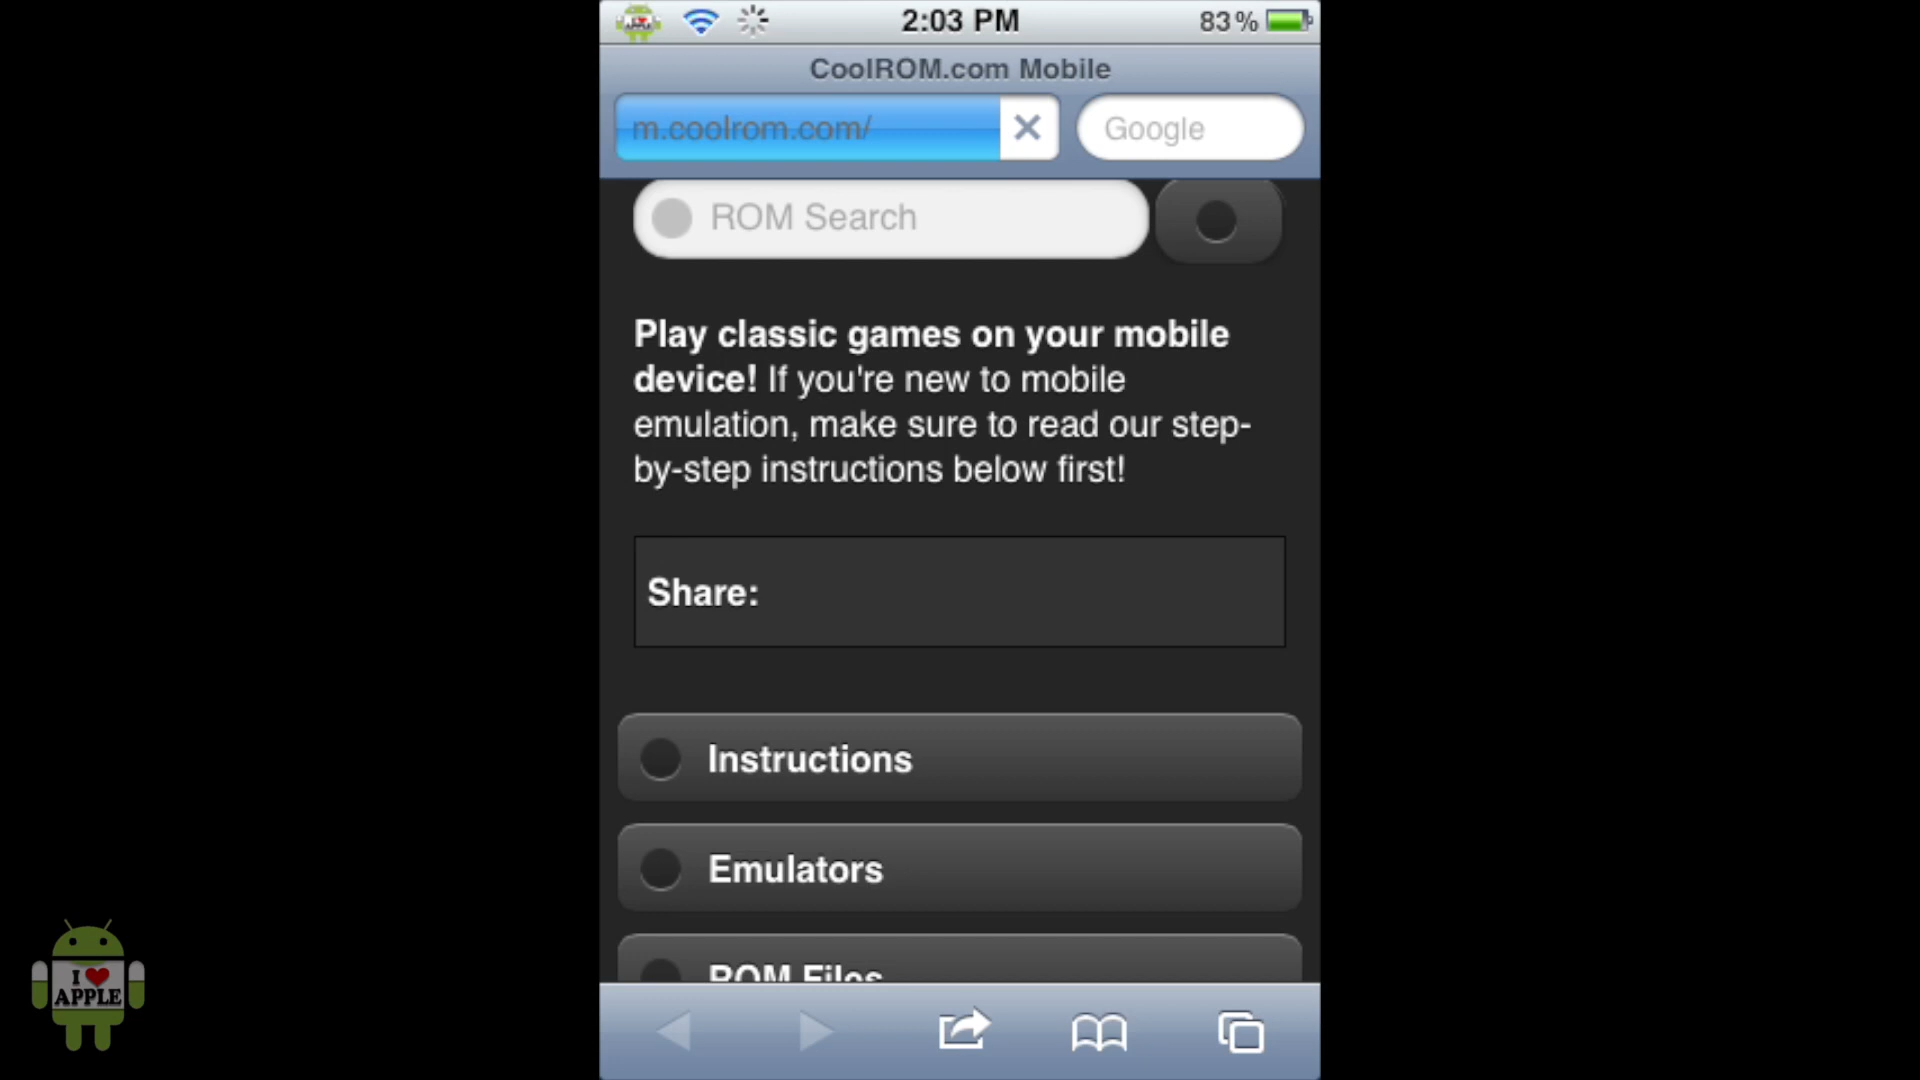 2:03 PM
83%
CoolROM.com Mobile
m.coolrom.com/
Google
ROM Search
Play classic games on your mobile
device! If you're new to mobile
emulation, make sure to read our step-
by-step instructions below first!
Share:
Instructions
Emulators
ROM Files
I
APPLE